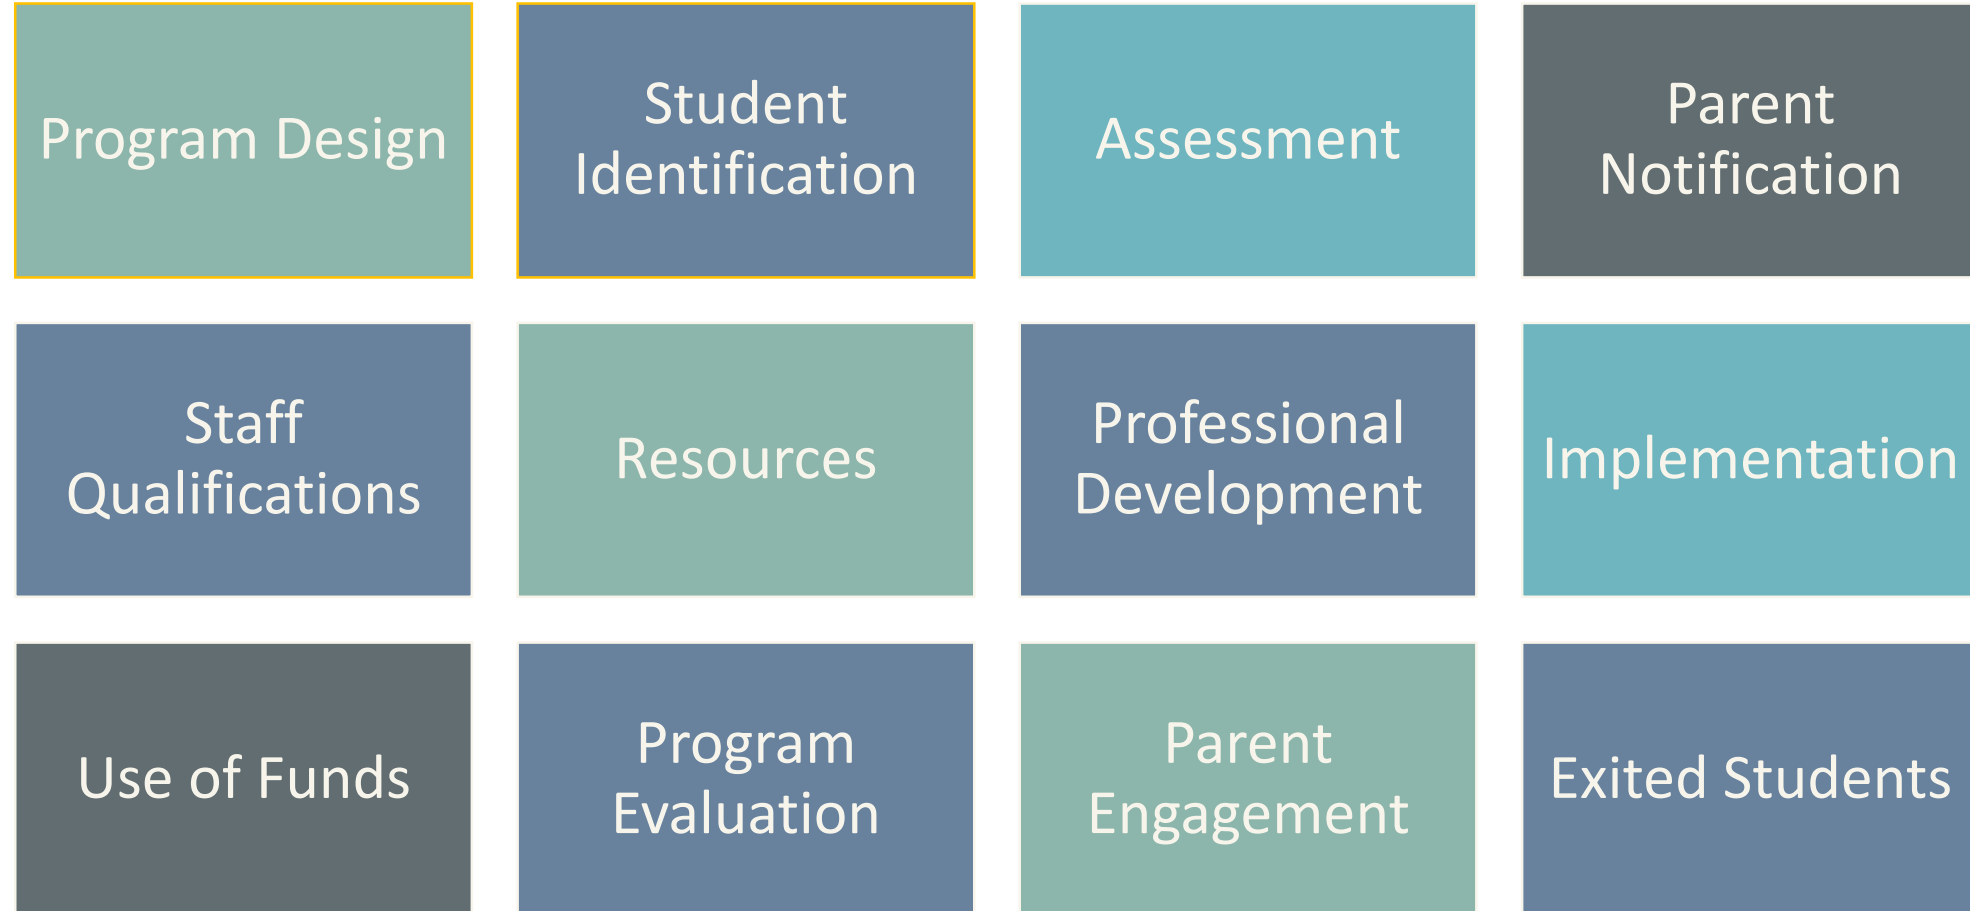 Program Design
Student
Identification
Assessment
Parent
Notification
Staff
Qualifications
Resources
Professional
Development
Implementation
Use of Funds
Program
Evaluation
Parent
Engagement
Exited Students